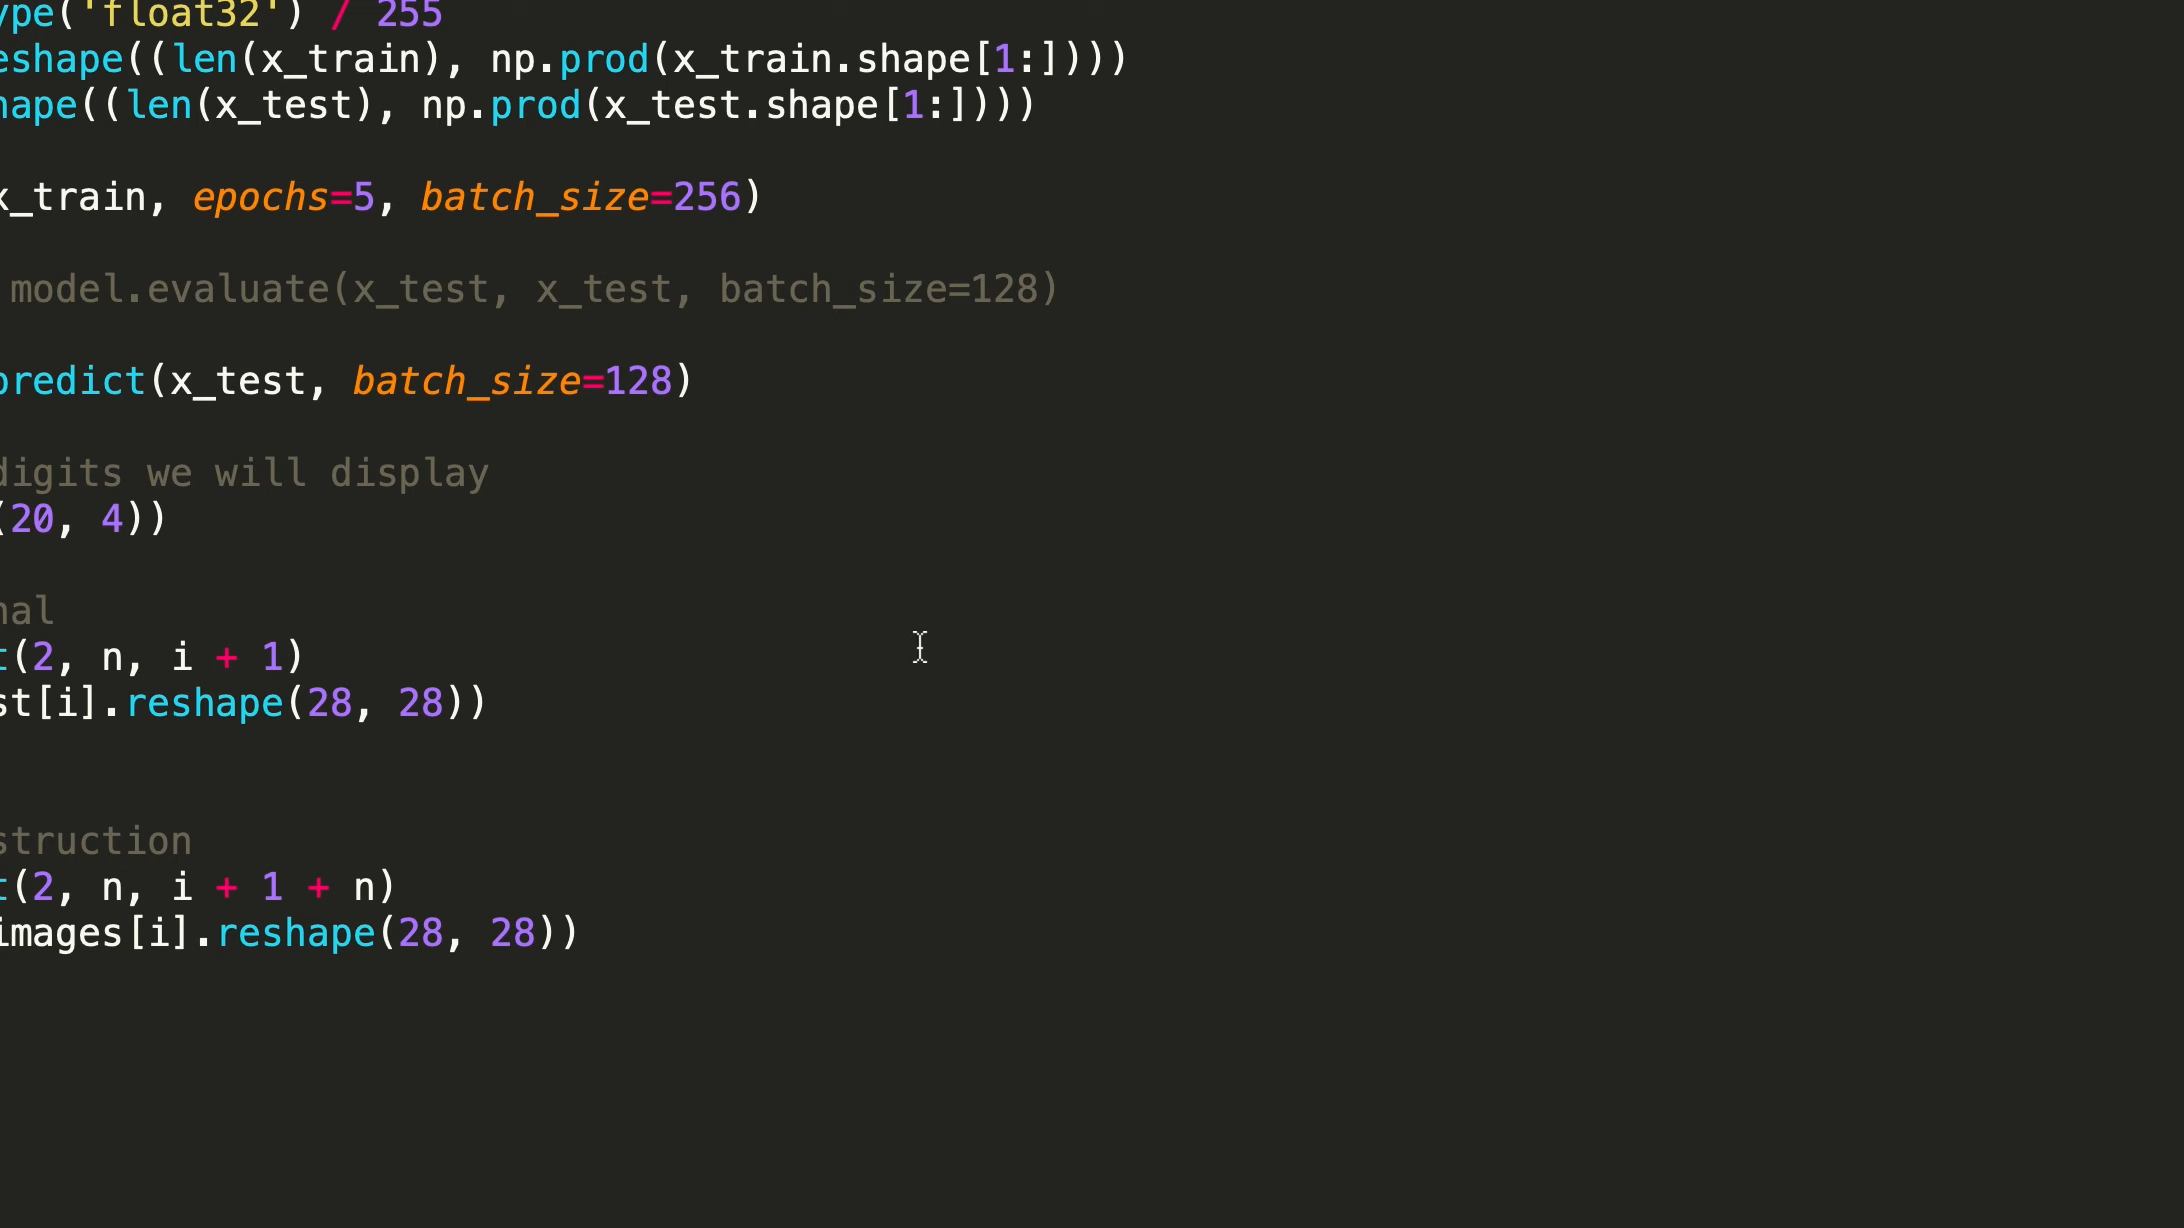 ype('float32') / 255
eshape((len(x_train), np.prod(x_train.shape[1:])))
hape((len(x_test), np.prod(x_test.shape[1:])))
x_train, epochs=5, batch_size=256)
model.evaluate(x_test, x_test, batch_size=128)
predict(x_test, batch_size=128)
digits we will display
(20, 4))
nal
t(2, n, i + 1)
st[i].reshape(28, 28))
struction
t(2, n, i + 1 + n)
images[i].reshape(28, 28))